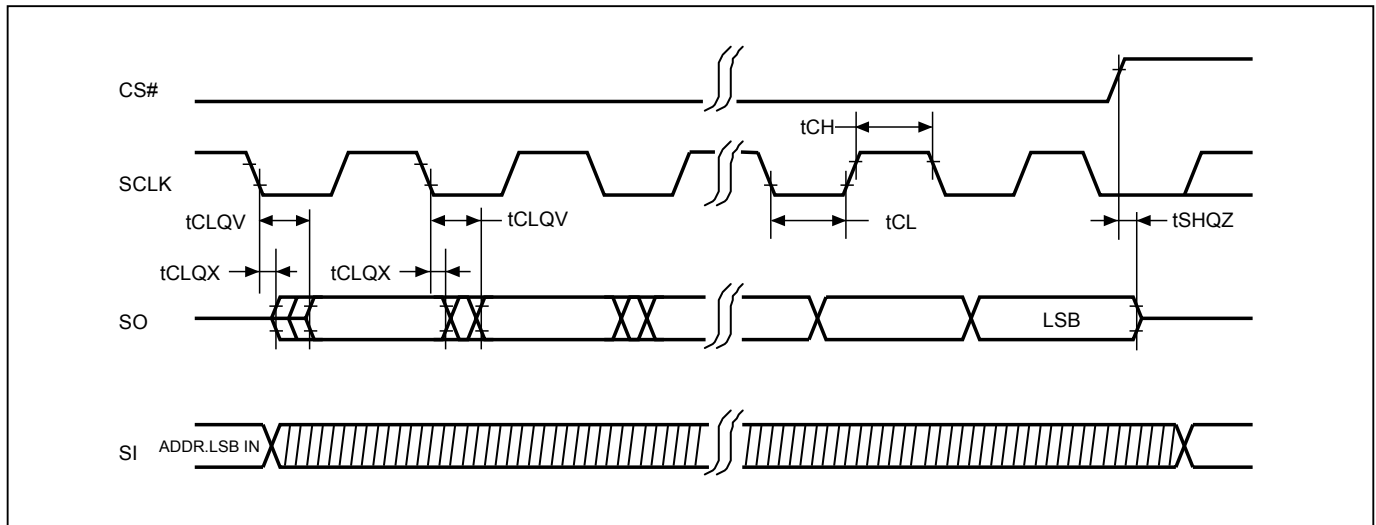 CS#
tCH
SCLK
tCLQV
tCLQV
tCL
tSHQZ
tCLQX
tCLQX
SO
LSB
SI
ADDR.LSB IN